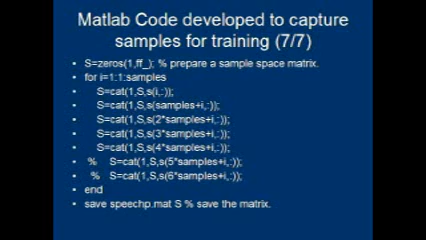 Matlab Code developed to capture
samples for training (7/7)
• S=zeros(1,ff_); % prepare a sample space matrix.
• for i=1:1:samples
• S=cat(1,S,s(i,:));
• S=cat(1,S,s(samples+i,:));
• S=cat(1,S,s(2*samples+i,:));
• S=cat(1,S,s(3*samples+i,:));
• S=cat(1,S,s(4*samples+i,:));
• % S=cat(1,S,s(5*samples+i,:));
• % S=cat(1,S,s(6*samples+i,:));
• end
• save speechp.mat S % save the matrix.